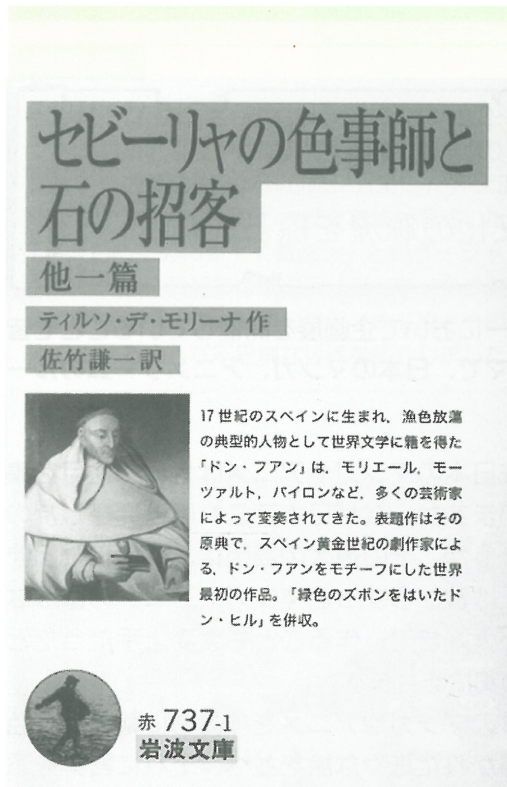 セビーリャの色事師と
石の招客
他一篇
ティルソ・デ・モリーナ作
佐竹謙一訳
17世紀のスペインに生まれ，漁色放蕩
の典型的人物として世界文学に籍を得た
「ドン・フアン」は，モリエール，モー
ツァルト，バイロンなど，多くの芸術家
によって変奏されてきた。表題作はその
原典で，スペイン黄金世紀の劇作家によ
る，ドン・フアンをモチーフにした世界
最初の作品。「緑色のズボンをはいたド
ン・ヒル」を併収。
赤 737-1
岩波文庫